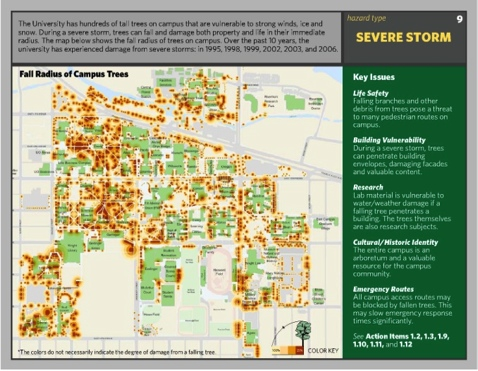 The University has hundreds of tall trees on campus that are vulnerable to strong winds, ice and
snow. During a severe storm, trees can fall and damage both property and life in their immediate
radius. The map below shows the fall radius of trees on campus. Over the past 10 years, the
university has experienced damage from severe storms: in 1995, 1998, 1999, 2002, 2003, and 2006.
hazard type
9
SEVERE STORM
Fall Radius of Campus Trees
*The colors do not necessarily indicate the degree of damage from a falling tree.
COLOR KEY
Key Issues
Life Safety
Falling branches and other
debris from trees pose a threat
to many pedestrian routes on
campus.
Building Vulnerability
During a severe storm, trees
can penetrate building
envelopes, damaging facades
and valuable content.
Research
Lab material is vulnerable to
water/weather damage if a
falling tree penetrates a
building. The trees themselves
are also research subjects.
Cultural/Historic Identity
The entire campus is an
arboretum and a valuable
resource for the campus
community.
Emergency Routes
All campus access routes may
be blocked by fallen trees. This
may slow emergency response
times significantly.
See Action Items 1.2, 1.3, 1.9,
1.10, 1.11, and 1.12